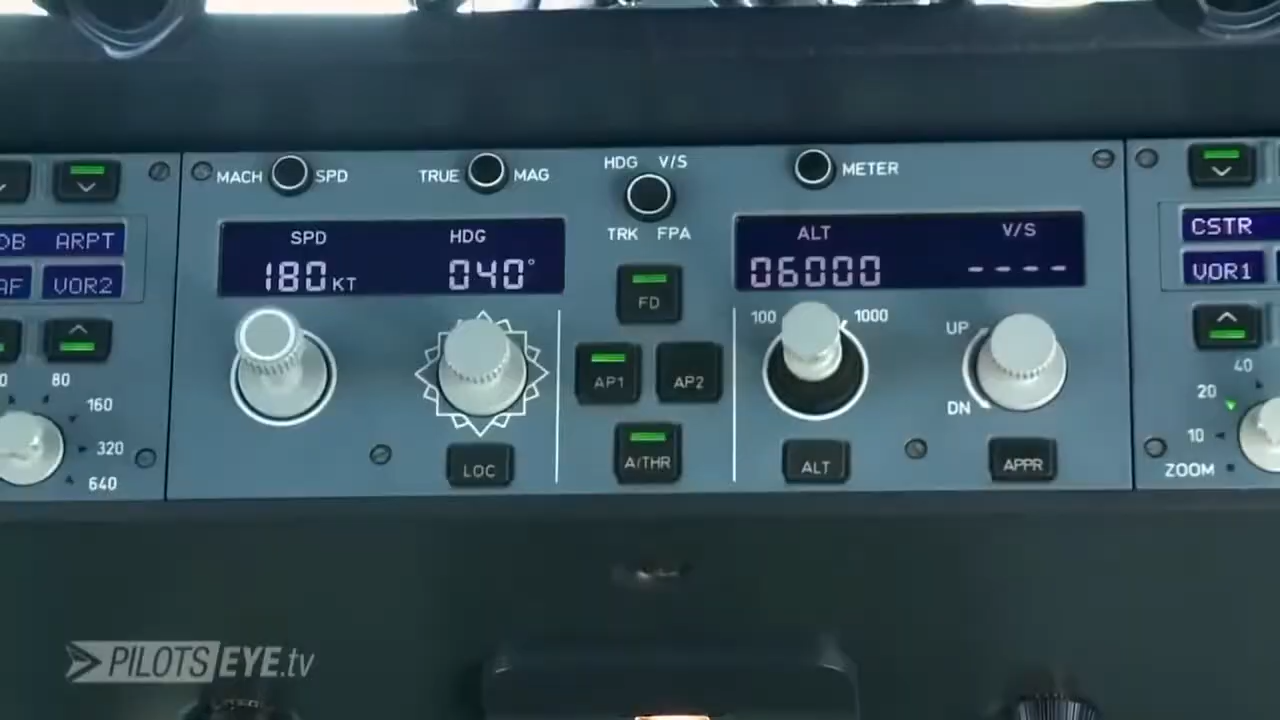 MACH SPD
TRUE MAG
HDG V/S
TRK FPA
METER
ARPT
VOR2
SPD HDG
180KT 040°
ALT V/S
06000 ----
CSTR
VOR1
FD
AP1 AP2
A/THR
LOC
100 1000
ALT
UP
DN
APPR
80
160
320
640
40
20
10
ZOOM
PILOTSEYE.tv